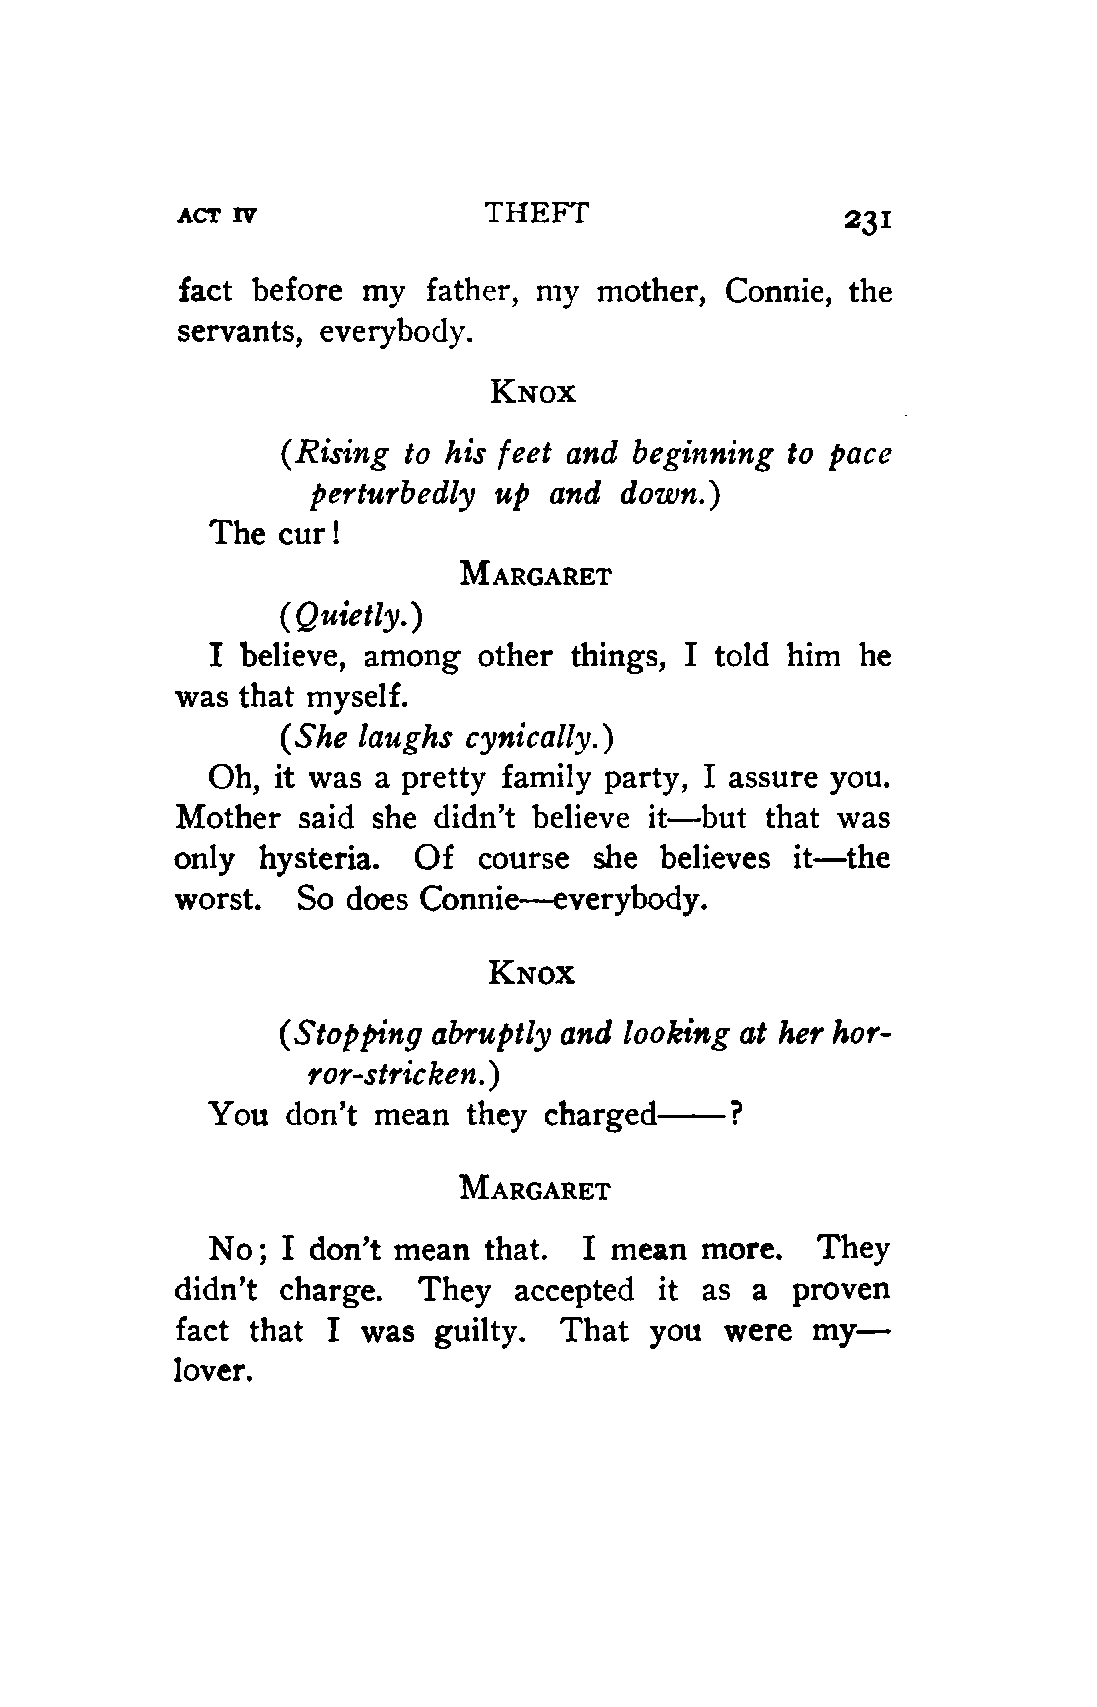 ACT IV THEFT 231
fact before my father, my mother, Connie, the
servants, everybody.
KNOX
(Rising to his feet and beginning to pace
perturbedly up and down.)
The cur!
MARGARET
(Quietly.)
I believe, among other things, I told him he
was that myself.
(She laughs cynically.)
Oh, it was a pretty family party, I assure you.
Mother said she didn't believe it—but that was
only hysteria. Of course she believes it—the
worst. So does Connie—everybody.
KNOX
(Stopping abruptly and looking at her hor-
ror-stricken.)
You don't mean they charged——?
MARGARET
No; I don't mean that. I mean more. They
didn't charge. They accepted it as a proven
fact that I was guilty. That you were my—
lover.